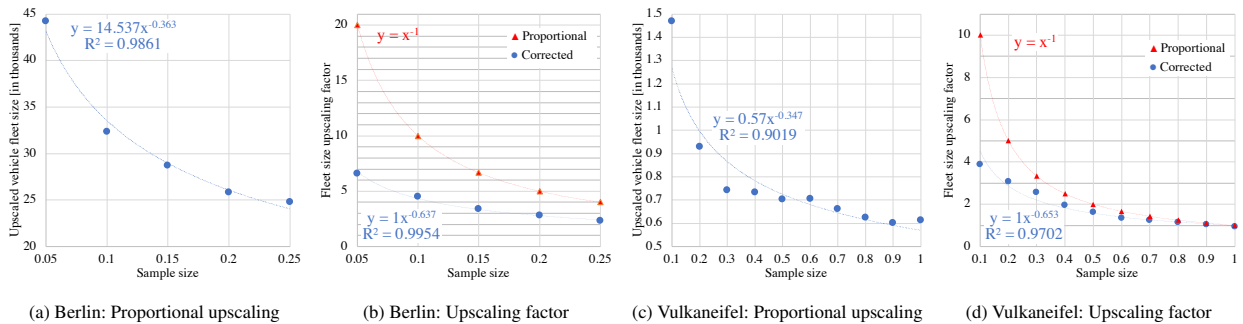 Upscaled vehicle fleet size [in thousands]
45
40
35
30
25
20
0.05
0.1
0.15
0.2
0.25
Sample size
y = 14.537x^-0.363
R² = 0.9861
(a) Berlin: Proportional upscaling
Fleet size upscaling factor
20
15
10
5
0
0.05
0.1
0.15
0.2
0.25
Sample size
y = x^-1
Proportional
Corrected
y = 1x^-0.637
R² = 0.9954
(b) Berlin: Upscaling factor
Upscaled vehicle fleet size [in thousands]
1.5
1.4
1.3
1.2
1.1
1
0.9
0.8
0.7
0.6
0.5
0.1
0.2
0.3
0.4
0.5
0.6
0.7
0.8
0.9
1
Sample size
y = 0.57x^-0.347
R² = 0.9019
(c) Vulkaneifel: Proportional upscaling
Fleet size upscaling factor
10
8
6
4
2
0
0.1
0.2
0.3
0.4
0.5
0.6
0.7
0.8
0.9
1
Sample size
y = x^-1
Proportional
Corrected
y = 1x^-0.653
R² = 0.9702
(d) Vulkaneifel: Upscaling factor